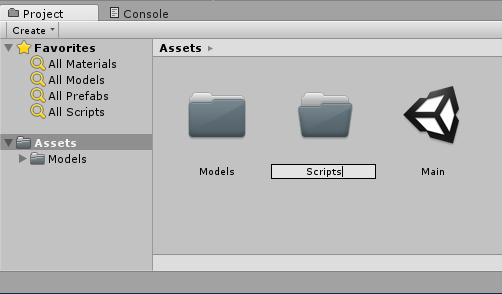 Project
Console
Create
Favorites
All Materials
All Models
All Prefabs
All Scripts
Assets
Models
Assets
Models
Scripts
Main